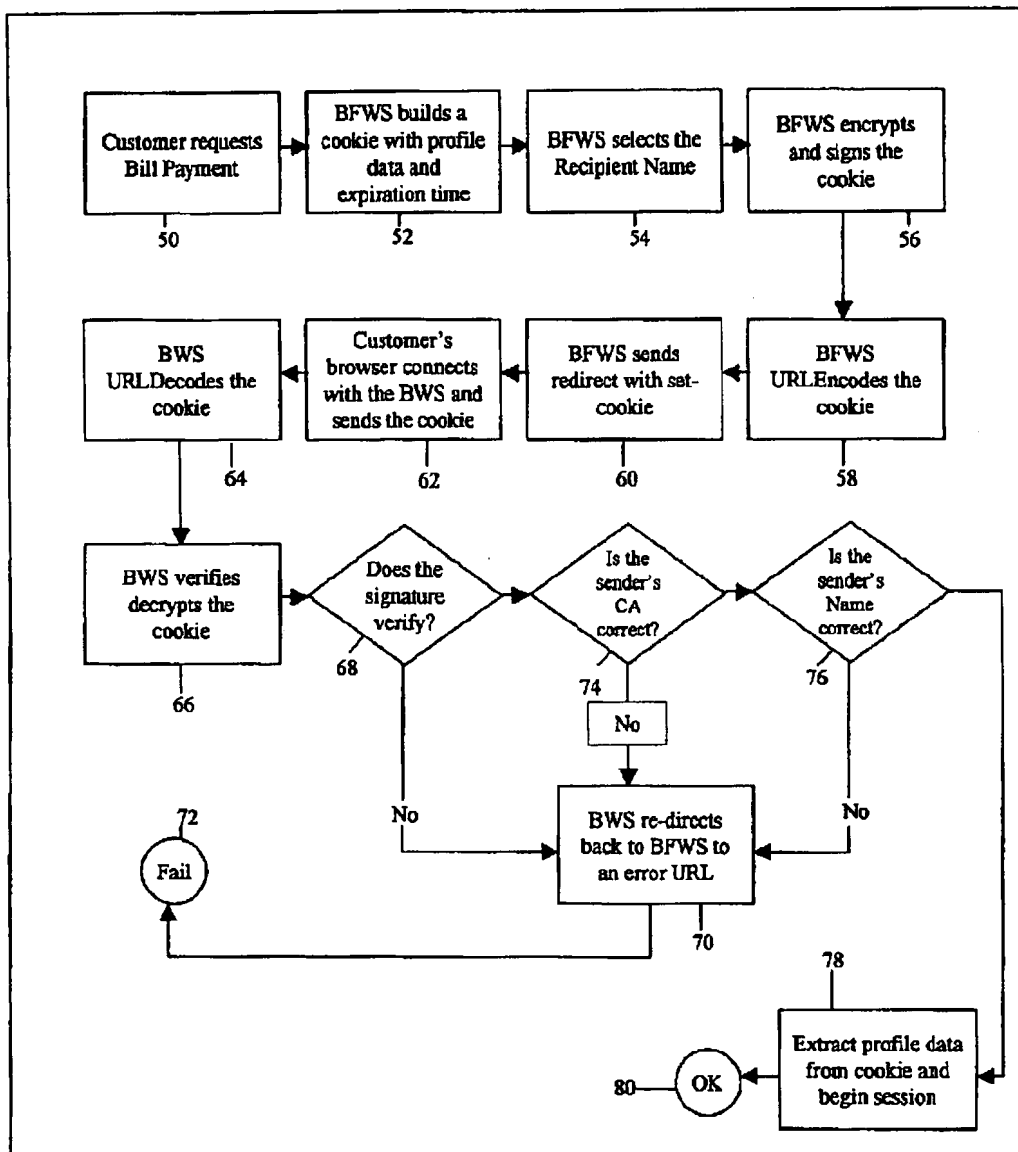 Customer requests
Bill Payment
50
BFWS builds a
cookie with profile
data and
expiration time
52
BFWS selects the
Recipient Name
54
BFWS encrypts
and signs the
cookie
56
BFWS
URLEncodes the
cookie
58
BFWS sends
redirect with set-
cookie
60
Customer's
browser connects
with the BWS and
sends the cookie
62
BWS
URLDecodes the
cookie
64
BWS verifies
decrypts the
cookie
66
Does the
signature
verify?
68
Is the
sender's
CA
correct?
74
Is the
sender's
Name
correct?
76
No
No
No
BWS re-directs
back to BFWS to
an error URL
70
72
Fail
78
Extract profile data
from cookie and
begin session
80
OK